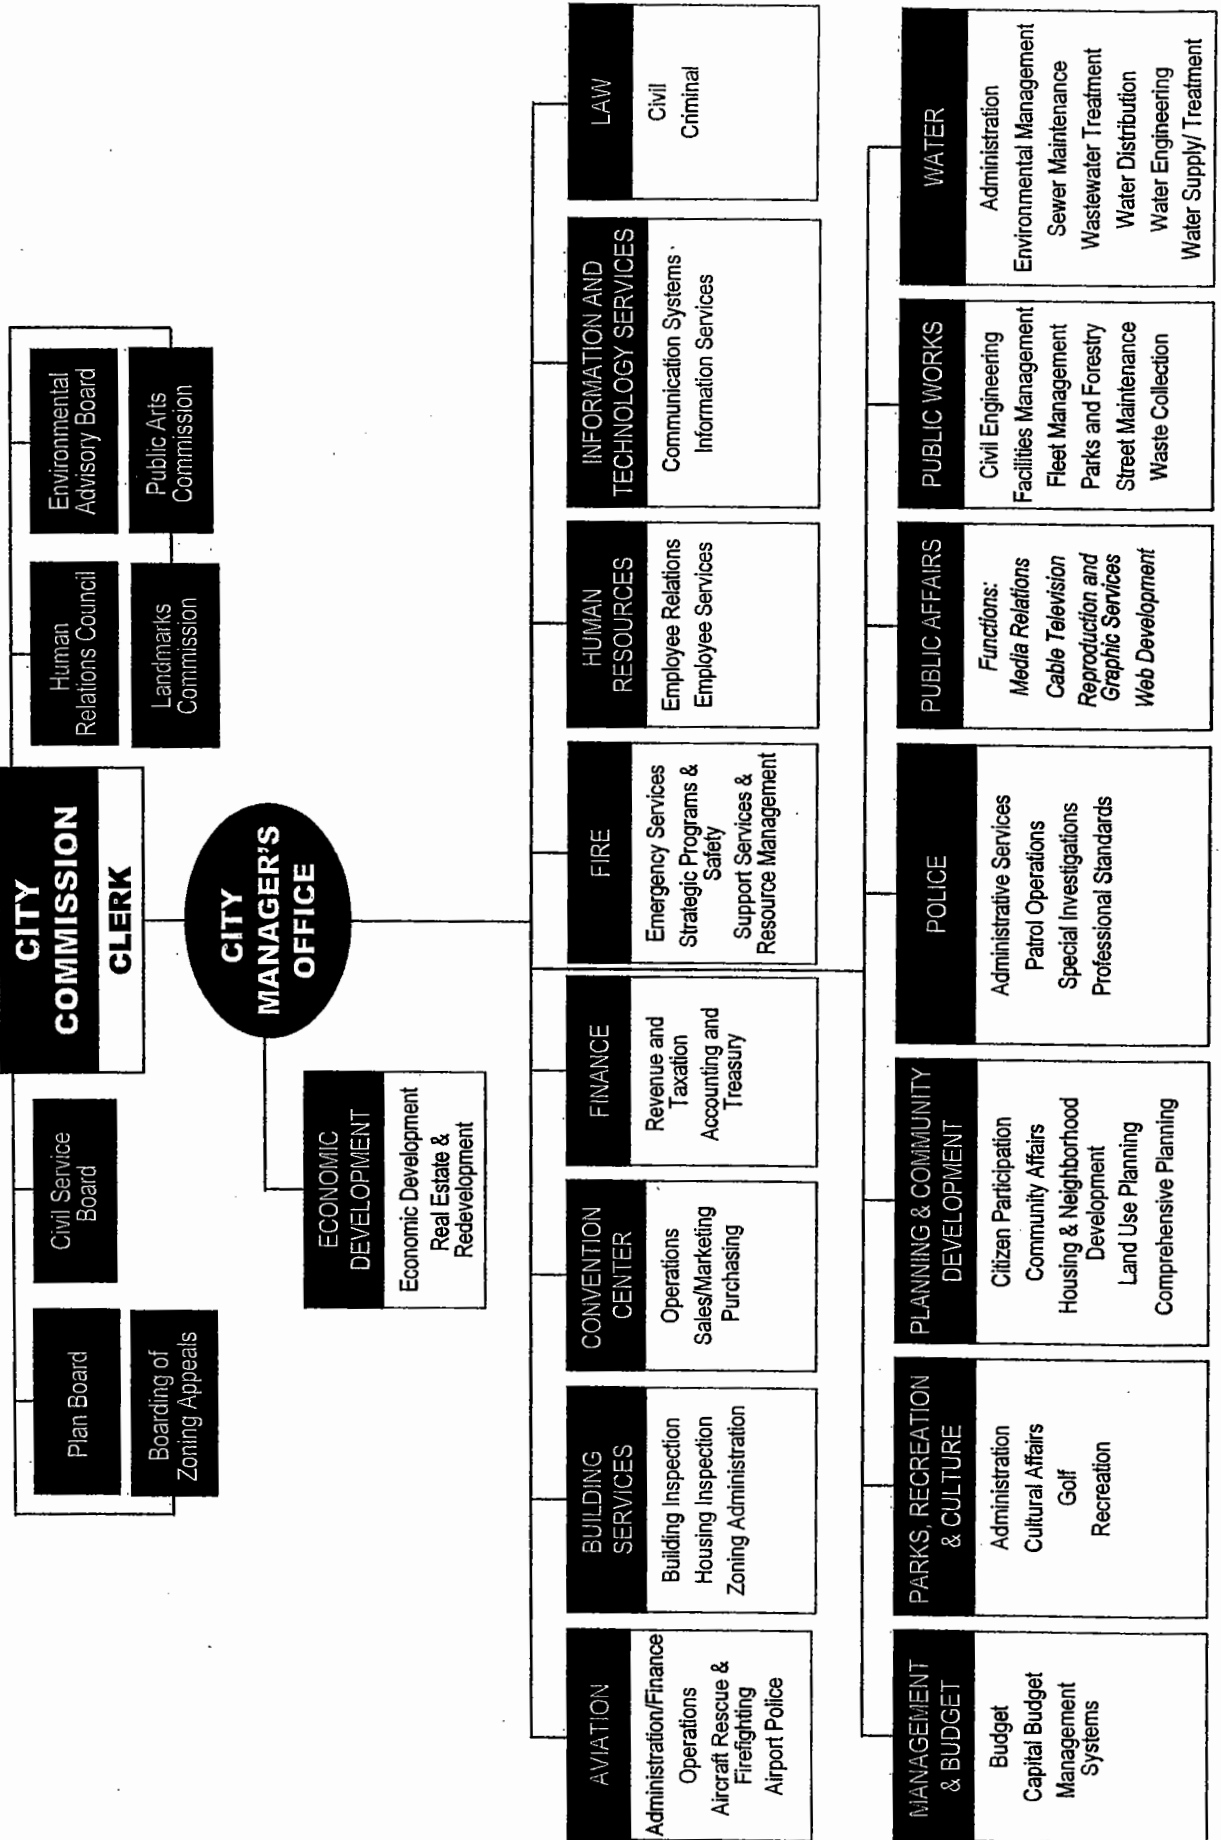 CITY
COMMISSION
CLERK
Plan Board
Civil Service
Board
Human
Relations Council
Environmental
Advisory Board
Boarding of
Zoning Appeals
Landmarks
Commission
Public Arts
Commission
CITY
MANAGER'S
OFFICE
ECONOMIC
DEVELOPMENT
Economic Development
Real Estate &
Redevelopment
AVIATION
Administration/Finance
Operations
Aircraft Rescue &
Firefighting
Airport Police
BUILDING
SERVICES
Building Inspection
Housing Inspection
Zoning Administration
CONVENTION
CENTER
Operations
Sales/Marketing
Purchasing
FINANCE
Revenue and
Taxation
Accounting and
Treasury
FIRE
Emergency Services
Strategic Programs &
Safety
Support Services &
Resource Management
HUMAN
RESOURCES
Employee Relations
Employee Services
INFORMATION AND
TECHNOLOGY SERVICES
Communication Systems
Information Services
LAW
Civil
Criminal
MANAGEMENT
& BUDGET
Budget
Capital Budget
Management
Systems
PARKS, RECREATION
& CULTURE
Administration
Cultural Affairs
Golf
Recreation
PLANNING & COMMUNITY
DEVELOPMENT
Citizen Participation
Community Affairs
Housing & Neighborhood
Development
Land Use Planning
Comprehensive Planning
POLICE
Administrative Services
Patrol Operations
Special Investigations
Professional Standards
PUBLIC AFFAIRS
Functions:
Media Relations
Cable Television
Reproduction and
Graphic Services
Web Development
PUBLIC WORKS
Civil Engineering
Facilities Management
Fleet Management
Parks and Forestry
Street Maintenance
Waste Collection
WATER
Administration
Environmental Management
Sewer Maintenance
Wastewater Treatment
Water Distribution
Water Engineering
Water Supply/ Treatment